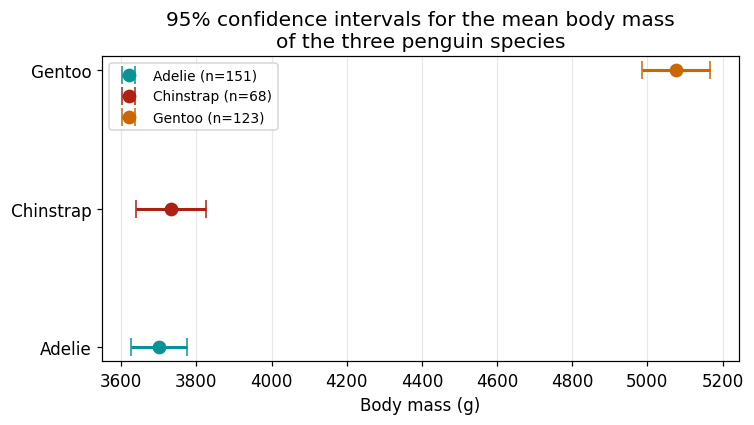 95% confidence intervals for the mean body mass
of the three penguin species
Gentoo
Adelie (n=151)
Chinstrap (n=68)
Gentoo (n=123)
Chinstrap
Adelie
3600 3800 4000 4200 4400 4600 4800 5000 5200
Body mass (g)